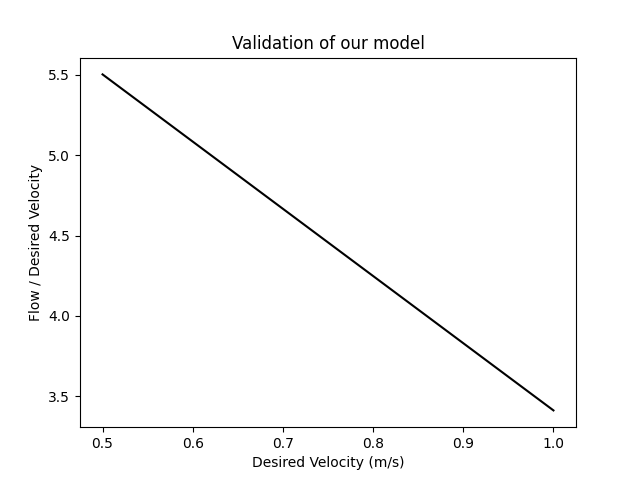 Validation of our model
5.5
5.0
4.5
4.0
3.5
Flow / Desired Velocity
0.5 0.6 0.7 0.8 0.9 1.0
Desired Velocity (m/s)